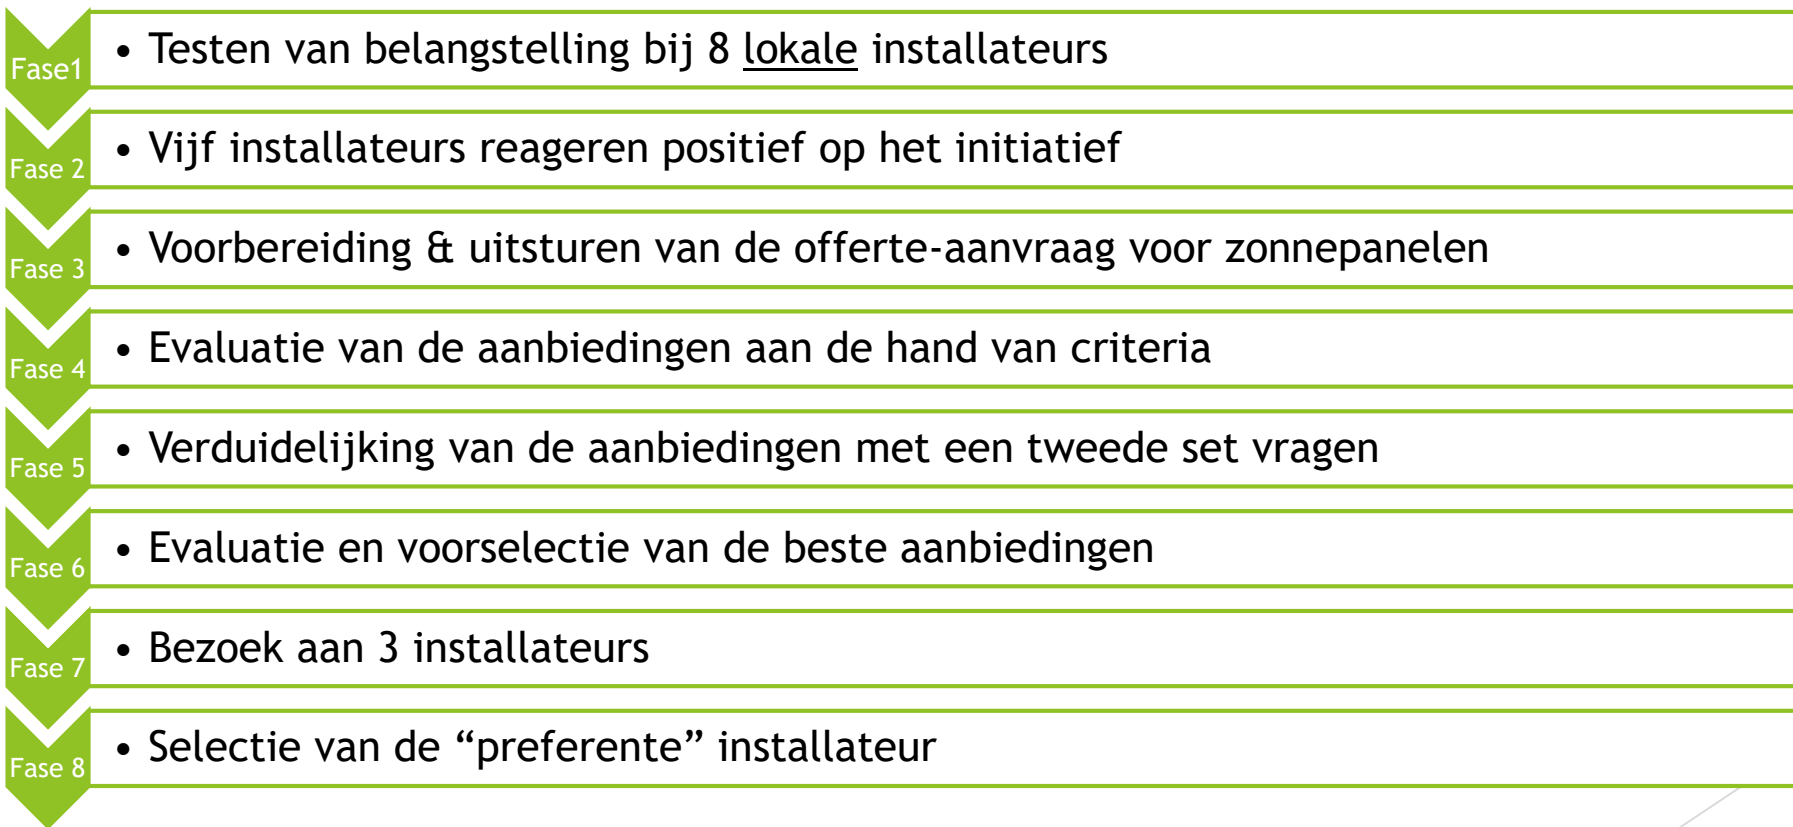 Fase1
• Testen van belangstelling bij 8 lokale installateurs
Fase 2
• Vijf installateurs reageren positief op het initiatief
Fase 3
• Voorbereiding & uitsturen van de offerte-aanvraag voor zonnepanelen
Fase 4
• Evaluatie van de aanbiedingen aan de hand van criteria
Fase 5
• Verduidelijking van de aanbiedingen met een tweede set vragen
Fase 6
• Evaluatie en voorselectie van de beste aanbiedingen
Fase 7
• Bezoek aan 3 installateurs
Fase 8
• Selectie van de “preferente” installateur